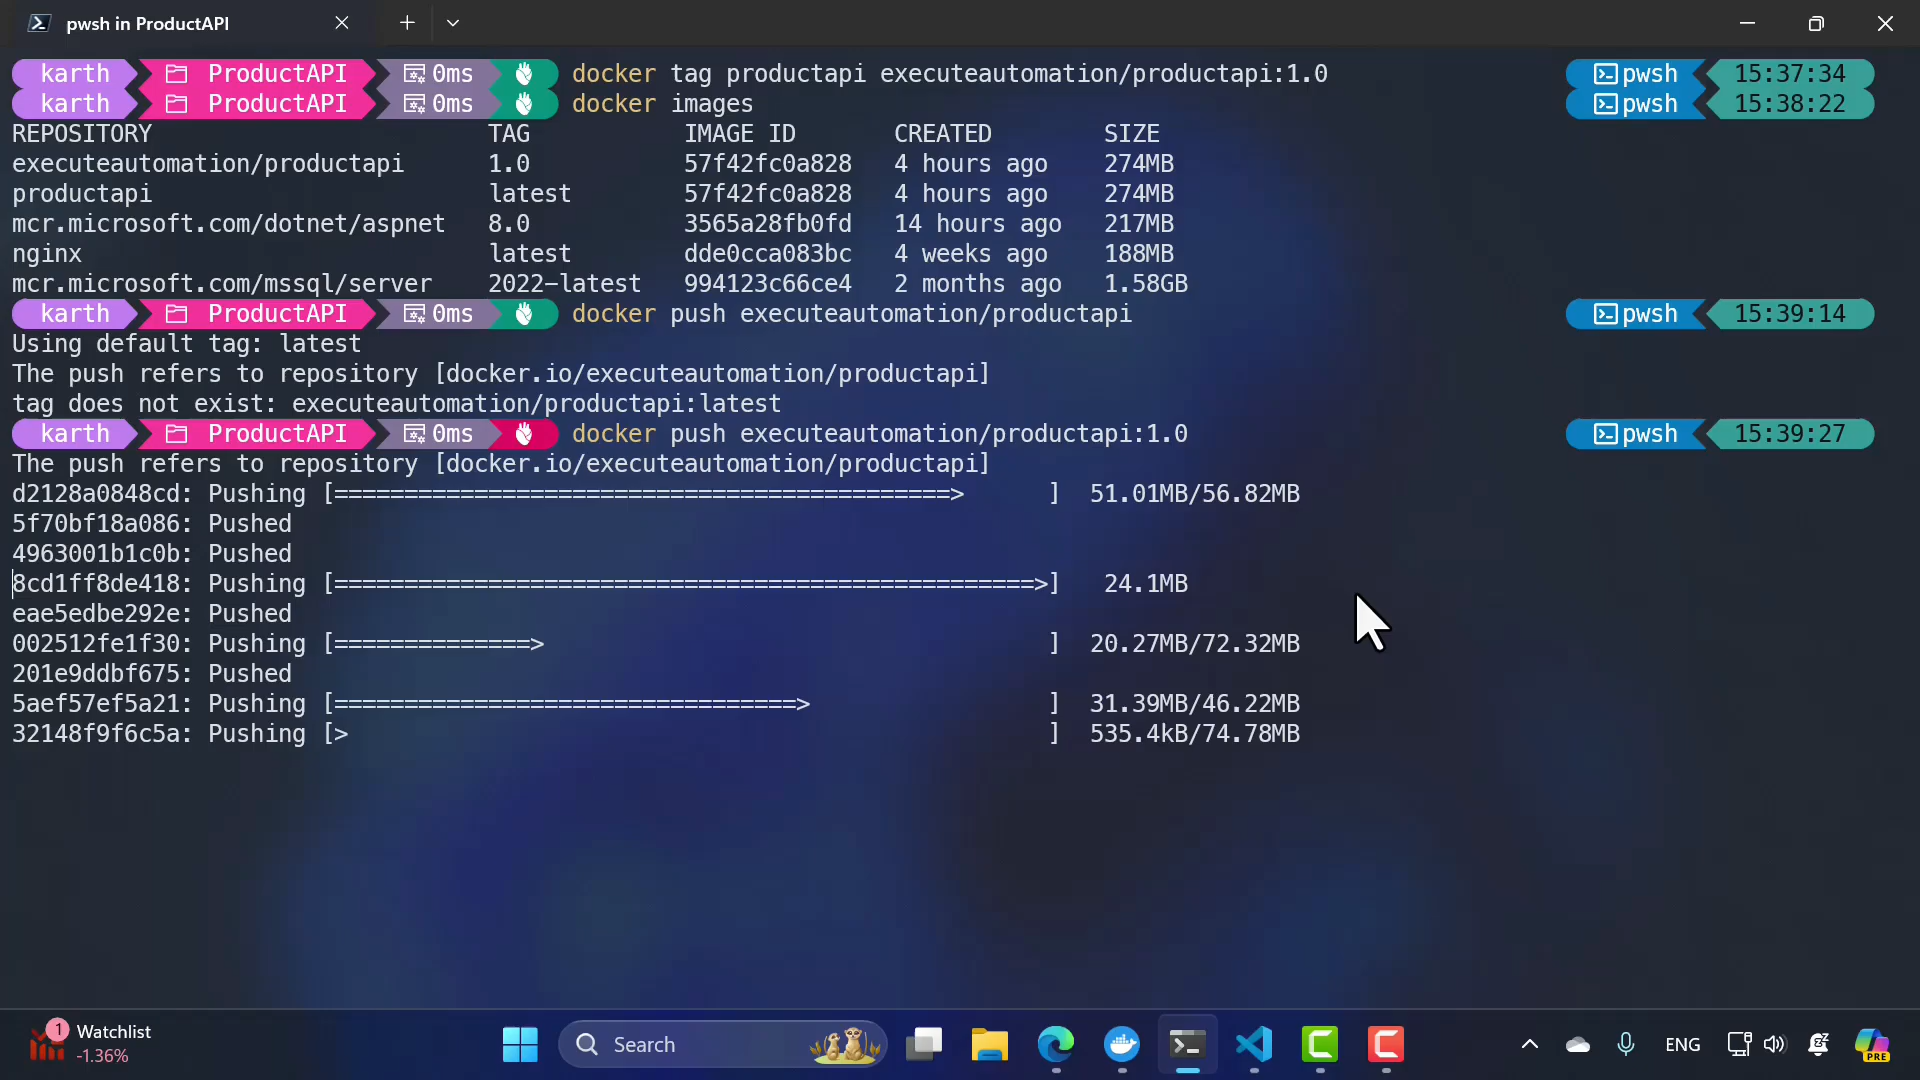 pwsh in ProductAPI
karth ProductAPI 0ms docker tag productapi executeautomation/productapi:1.0 pwsh 15:37:34
karth ProductAPI 0ms docker images pwsh 15:38:22
REPOSITORY TAG IMAGE ID CREATED SIZE
executeautomation/productapi 1.0 57f42fc0a828 4 hours ago 274MB
productapi latest 57f42fc0a828 4 hours ago 274MB
mcr.microsoft.com/dotnet/aspnet 8.0 3565a28fb0fd 14 hours ago 217MB
nginx latest dde0cca083bc 4 weeks ago 188MB
mcr.microsoft.com/mssql/server 2022-latest 994123c66ce4 2 months ago 1.58GB
karth ProductAPI 0ms docker push executeautomation/productapi pwsh 15:39:14
Using default tag: latest
The push refers to repository [docker.io/executeautomation/productapi]
tag does not exist: executeautomation/productapi:latest
karth ProductAPI 0ms docker push executeautomation/productapi:1.0 pwsh 15:39:27
The push refers to repository [docker.io/executeautomation/productapi]
d2128a0848cd: Pushing [============================================>      ] 51.01MB/56.82MB
5f70bf18a086: Pushed
4963001b1c0b: Pushed
8cd1ff8de418: Pushing [==================================================>] 24.1MB
eae5edbe292e: Pushed
002512fe1f30: Pushing [==============>                                    ] 20.27MB/72.32MB
201e9ddbf675: Pushed
5aef57ef5a21: Pushing [=================================>                 ] 31.39MB/46.22MB
32148f9f6c5a: Pushing [>                                                  ] 535.4kB/74.78MB
1 Watchlist
-1.36%
Search
ENG
PRE